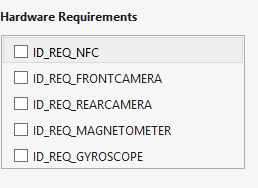 Hardware Requirements
ID_REQ_NFC
ID_REQ_FRONTCAMERA
ID_REQ_REARCAMERA
ID_REQ_MAGNETOMETER
ID_REQ_GYROSCOPE